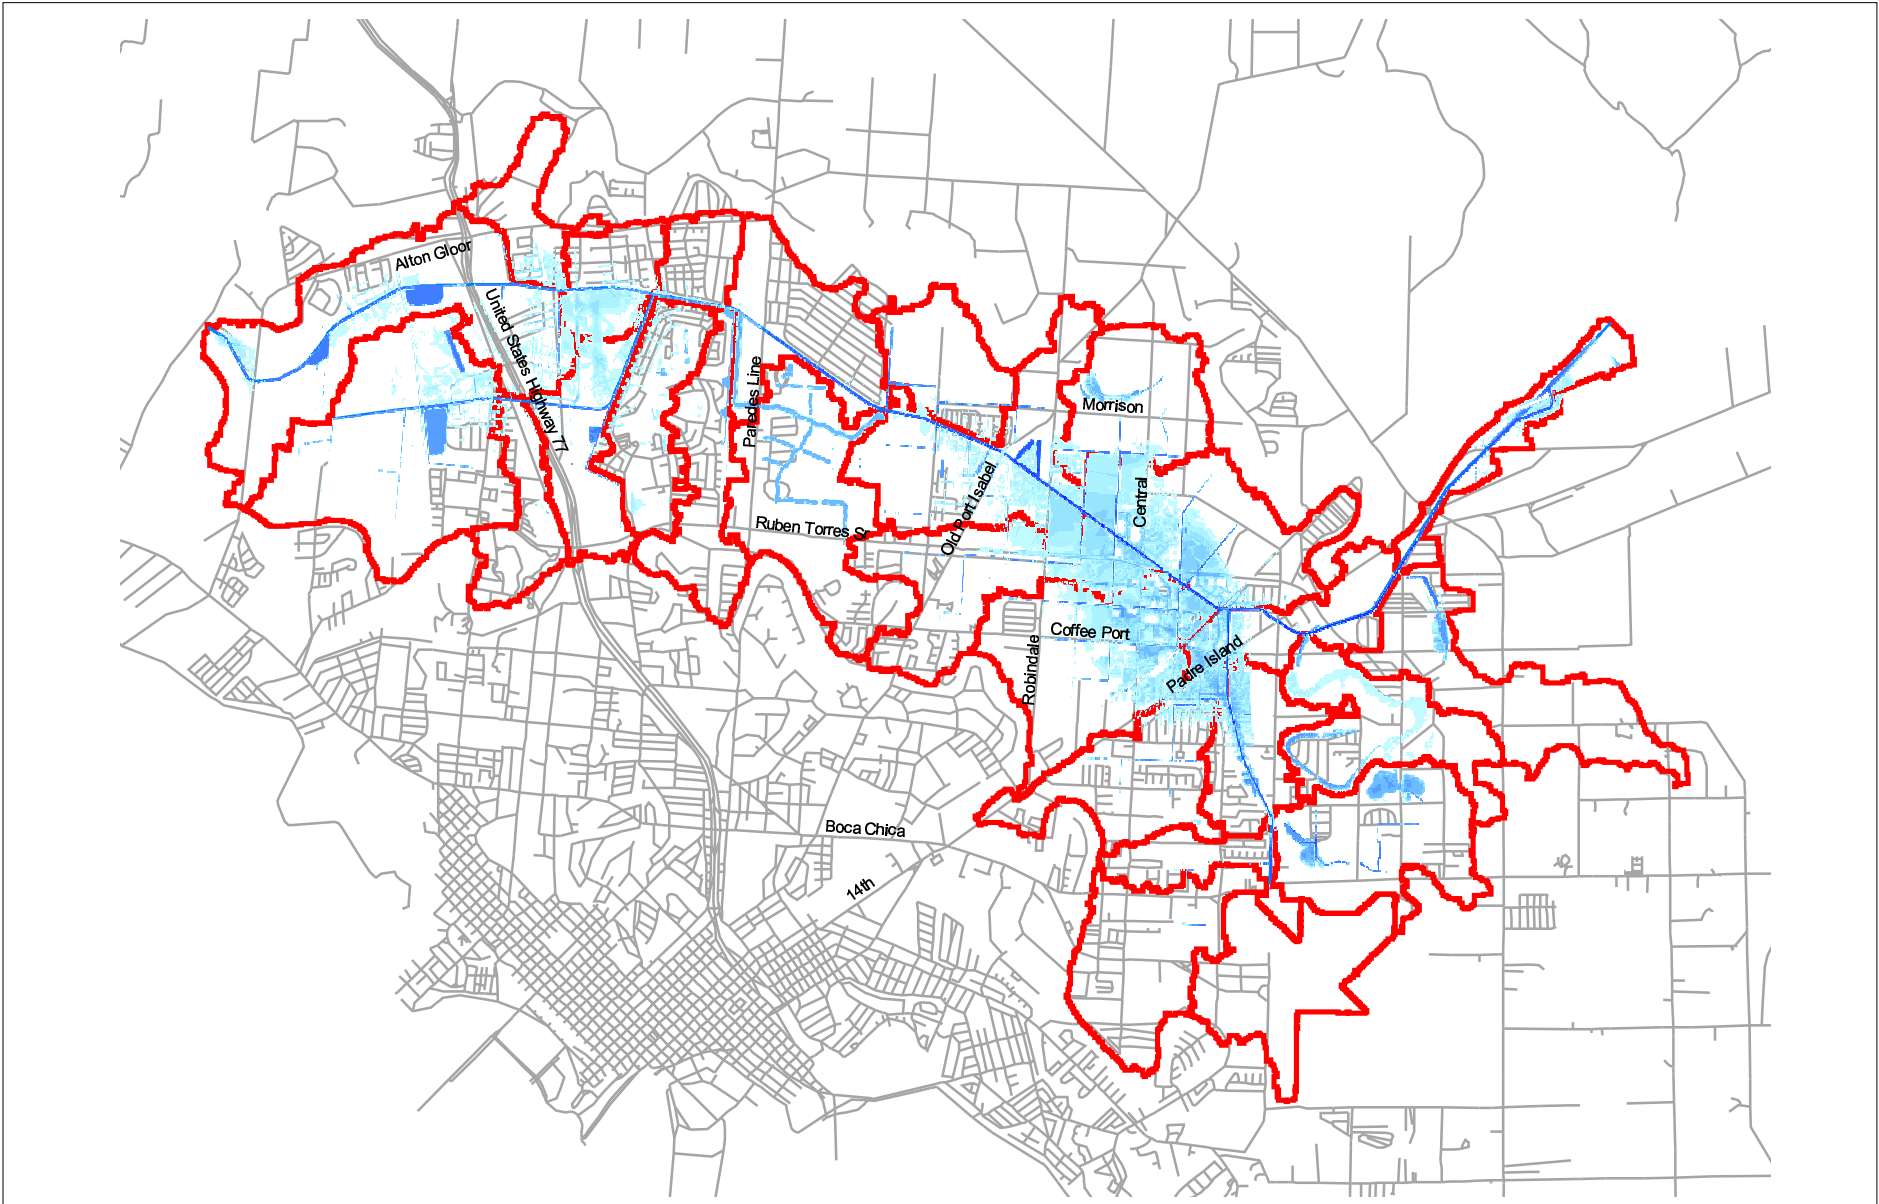 Alton Gloor
United States Highway 77
Paredes Line
Morrison
Central
Old Port Isabel
Ruben Torres S
Coffee Port
Robindale
Padre Island
Boca Chica
14th